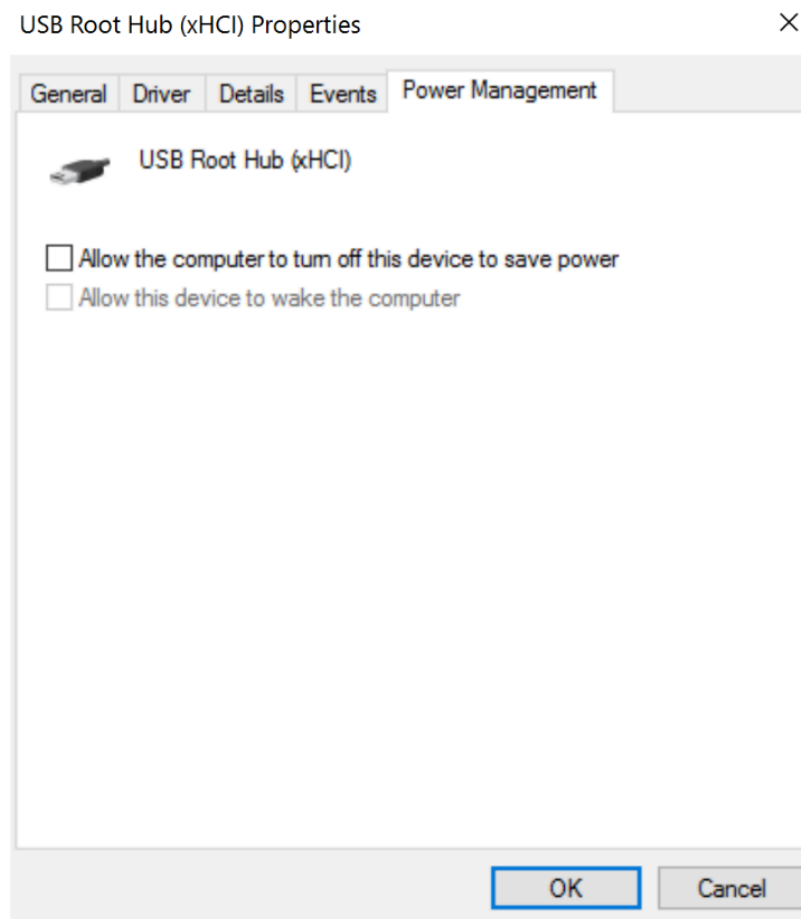 USB Root Hub (xHCI) Properties
General Driver Details Events Power Management
USB Root Hub (xHCI)
Allow the computer to turn off this device to save power
Allow this device to wake the computer
OK Cancel